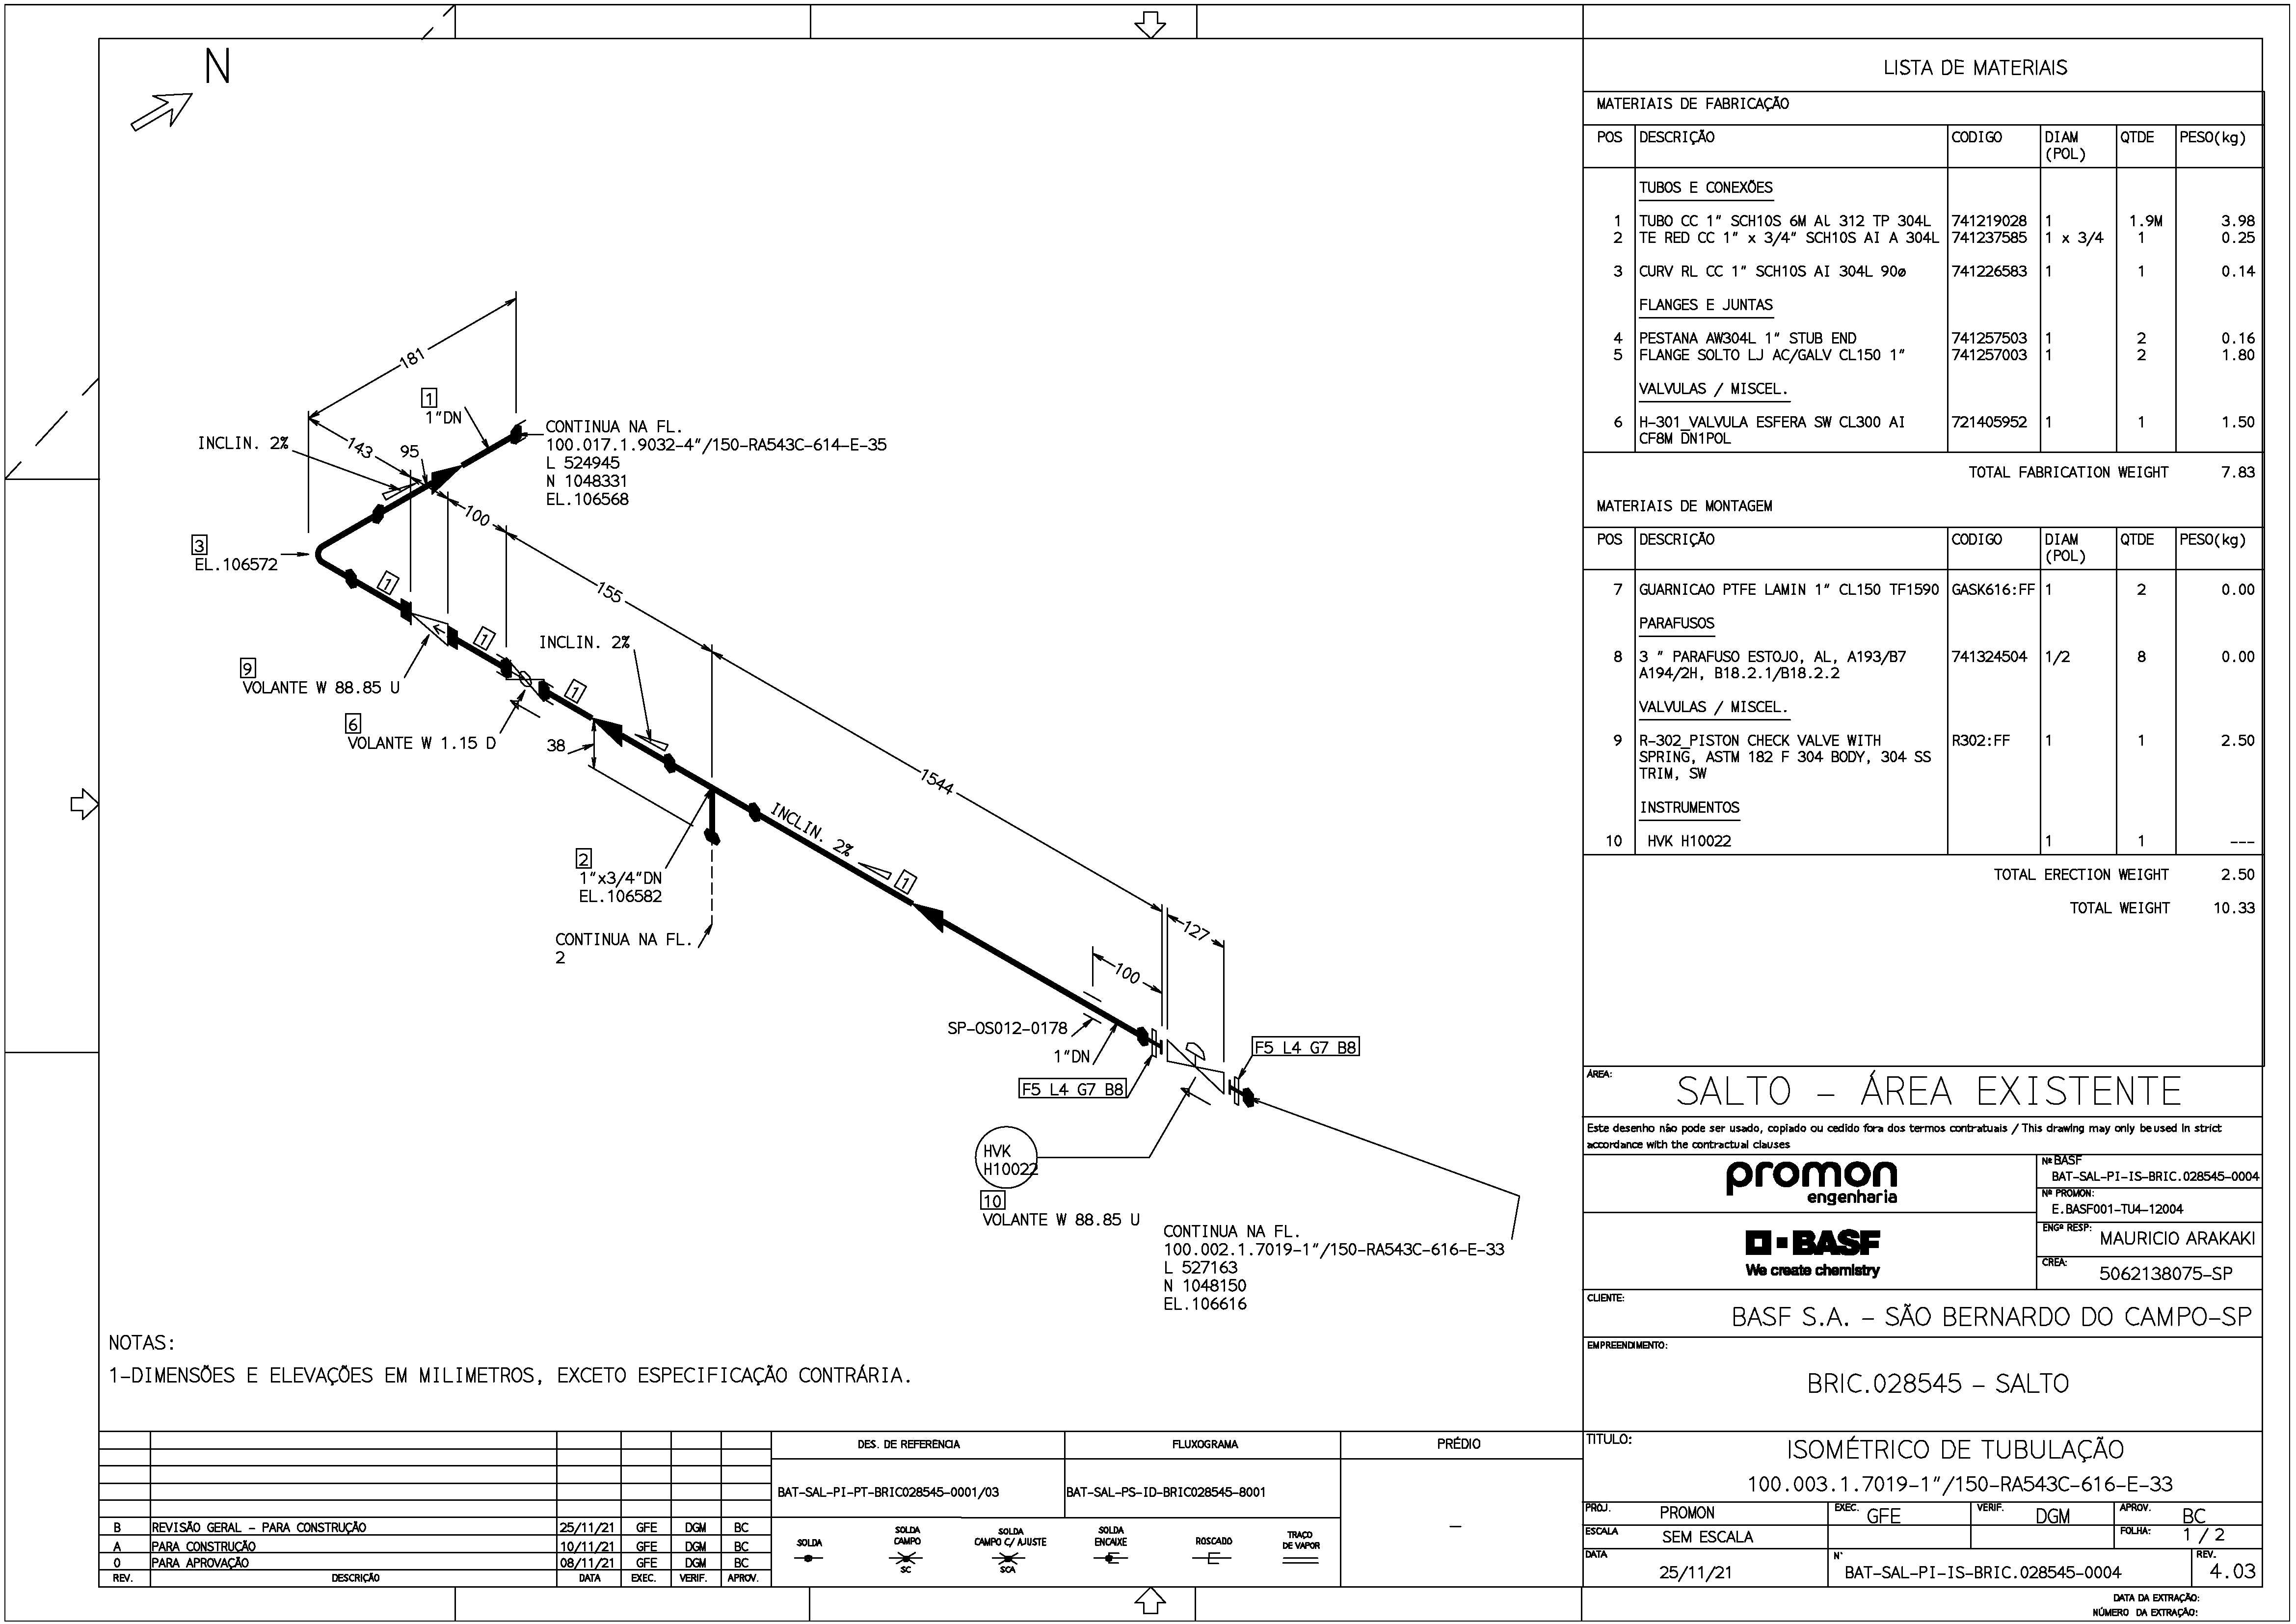 N
181
1
1"DN
INCLIN. 2%
143
95
CONTINUA NA FL.
100.017.1.9032-4"/150-RA543C-614-E-35
L 524945
N 1048331
EL.106568
100
3
EL.106572
1
155
1
INCLIN. 2%
9
VOLANTE W 88.85 U
1
6
VOLANTE W 1.15 D
38
1544
INCLIN. 2%
2
1"x3/4"DN
EL.106582
1
CONTINUA NA FL.
2
127
100
SP-OS012-0178
1"DN
F5 L4 G7 B8
F5 L4 G7 B8
HVK
H10022
10
VOLANTE W 88.85 U
CONTINUA NA FL.
100.002.1.7019-1"/150-RA543C-616-E-33
L 527163
N 1048150
EL.106616
NOTAS:
1-DIMENSÕES E ELEVAÇÕES EM MILIMETROS, EXCETO ESPECIFICAÇÃO CONTRÁRIA.
LISTA DE MATERIAIS
MATERIAIS DE FABRICAÇÃO
POS DESCRIÇÃO CODIGO DIAM (POL) QTDE PESO(kg)
TUBOS E CONEXÕES
1 TUBO CC 1" SCH10S 6M AL 312 TP 304L 741219028 1 1.9M 3.98
2 TE RED CC 1" x 3/4" SCH10S AI A 304L 741237585 1 x 3/4 1 0.25
3 CURV RL CC 1" SCH10S AI 304L 90ø 741226583 1 1 0.14
FLANGES E JUNTAS
4 PESTANA AW304L 1" STUB END 741257503 1 2 0.16
5 FLANGE SOLTO LJ AC/GALV CL150 1" 741257003 1 2 1.80
VALVULAS / MISCEL.
6 H-301_VALVULA ESFERA SW CL300 AI 721405952 1 1 1.50
CF8M DN1POL
TOTAL FABRICATION WEIGHT 7.83
MATERIAIS DE MONTAGEM
POS DESCRIÇÃO CODIGO DIAM (POL) QTDE PESO(kg)
7 GUARNICAO PTFE LAMIN 1" CL150 TF1590 GASK616:FF 1 2 0.00
PARAFUSOS
8 3 " PARAFUSO ESTOJO, AL, A193/B7 741324504 1/2 8 0.00
A194/2H, B18.2.1/B18.2.2
VALVULAS / MISCEL.
9 R-302_PISTON CHECK VALVE WITH R302:FF 1 1 2.50
SPRING, ASTM 182 F 304 BODY, 304 SS
TRIM, SW
INSTRUMENTOS
10 HVK H10022 1 1 ---
TOTAL ERECTION WEIGHT 2.50
TOTAL WEIGHT 10.33
ÁREA:
SALTO - ÁREA EXISTENTE
Este desenho não pode ser usado, copiado ou cedido fora dos termos contratuais / This drawing may only be used in strict
accordance with the contractual clauses
promon
engenharia
Nº BASF
BAT-SAL-PI-IS-BRIC.028545-0004
Nº PROMON:
E.BASF001-TU4-12004
BASF
We create chemistry
ENGº RESP:
MAURICIO ARAKAKI
CREA:
5062138075-SP
CLIENTE:
BASF S.A. - SÃO BERNARDO DO CAMPO-SP
EMPREENDIMENTO:
BRIC.028545 - SALTO
TITULO:
ISOMÉTRICO DE TUBULAÇÃO
100.003.1.7019-1"/150-RA543C-616-E-33
PROJ. PROMON EXEC. GFE VERIF. DGM APROV. BC
ESCALA SEM ESCALA FOLHA: 1 / 2
DATA 25/11/21 N° BAT-SAL-PI-IS-BRIC.028545-0004 REV. 4.03
DATA DA EXTRAÇÃO:
NÚMERO DA EXTRAÇÃO:
DES. DE REFERÊNCIA FLUXOGRAMA PRÉDIO
BAT-SAL-PI-PT-BRIC028545-0001/03 BAT-SAL-PS-ID-BRIC028545-8001 -
B REVISÃO GERAL - PARA CONSTRUÇÃO 25/11/21 GFE DGM BC
A PARA CONSTRUÇÃO 10/11/21 GFE DGM BC
0 PARA APROVAÇÃO 08/11/21 GFE DGM BC
REV. DESCRIÇÃO DATA EXEC. VERIF. APROV.
SOLDA
SOLDA CAMPO
SC
SOLDA CAMPO C/ AJUSTE
SCA
SOLDA ENCAIXE
ROSCADO
TRAÇO DE VAPOR